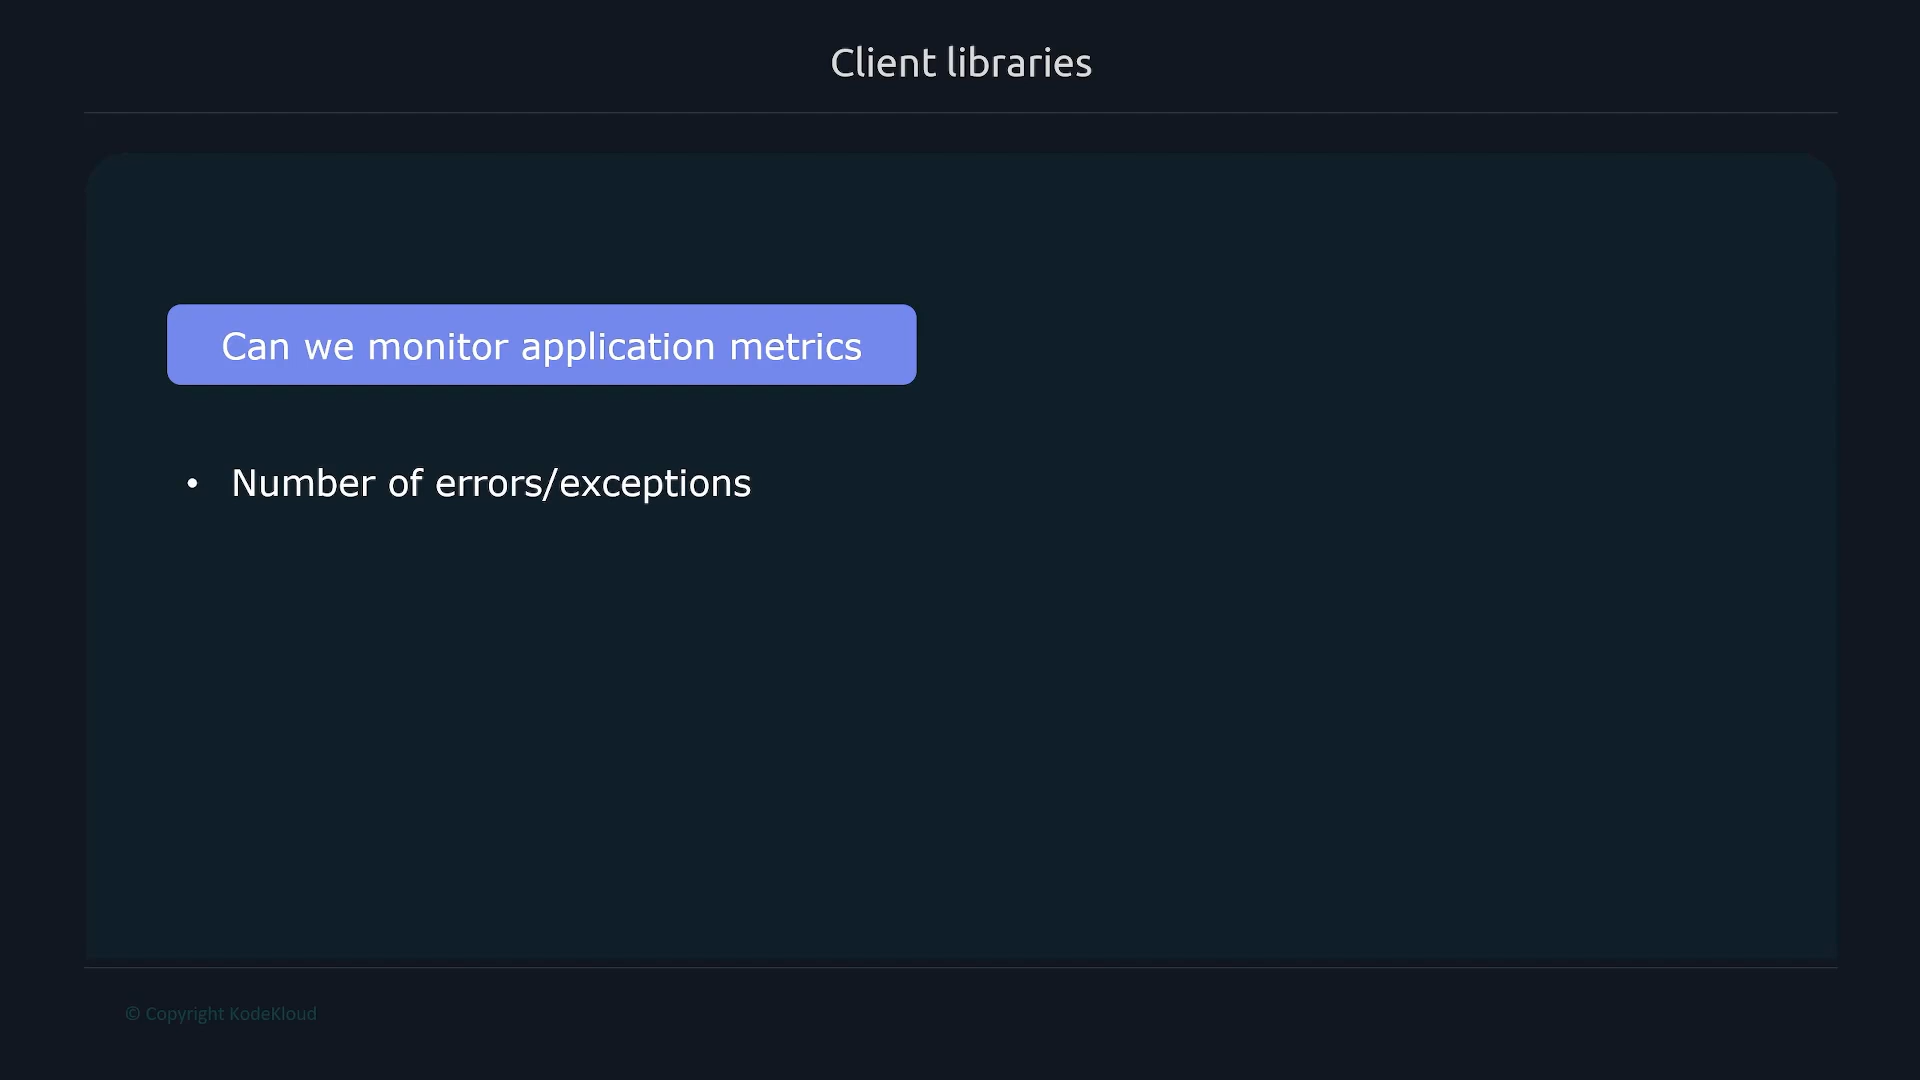 Client libraries
Can we monitor application metrics
• Number of errors/exceptions
© Copyright KodeKloud